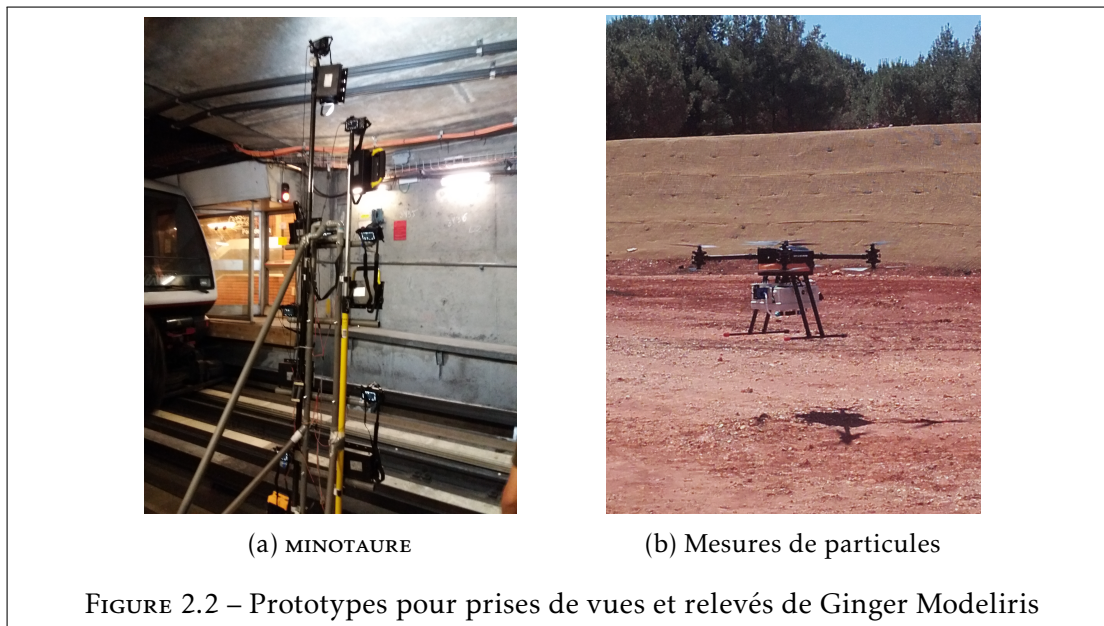 (a) MINOTAURE
(b) Mesures de particules
FIGURE 2.2 – Prototypes pour prises de vues et relevés de Ginger Modeliris